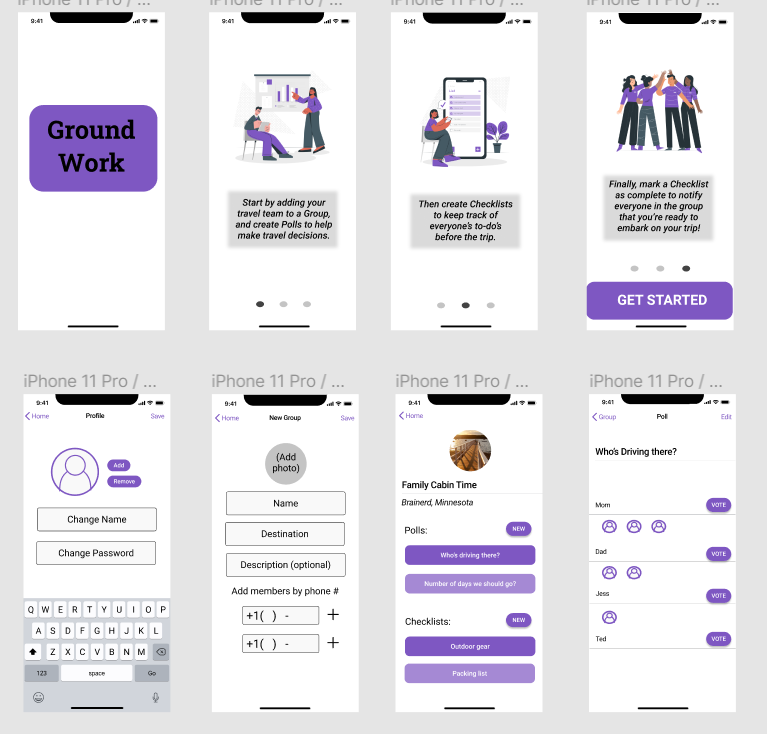 iPhone 11 Pro / ...
iPhone 11 Pro / ...
iPhone 11 Pro / ...
iPhone 11 Pro / ...
9:41
9:41
9:41
9:41
Ground
Work
Start by adding your
travel team to a Group,
and create Polls to help
make travel decisions.
Then create Checklists
to keep track of
everyone's to-do's
before the trip.
Finally, mark a Checklist
as complete to notify
everyone in the group
that you're ready to
embark on your trip!
GET STARTED
iPhone 11 Pro / ...
iPhone 11 Pro / ...
iPhone 11 Pro / ...
iPhone 11 Pro / ...
9:41
Home
Profile
Save
Add
Remove
Change Name
Change Password
Q W E R T Y U I O P
A S D F G H J K L
Z X C V B N M
123 space Go
9:41
Home
New Group
Save
(Add
photo)
Name
Destination
Description (optional)
Add members by phone #
+1( ) - +
+1( ) - +
9:41
Home
Family Cabin Time
Brainerd, Minnesota
Polls:
NEW
Who's driving there?
Number of days we should go?
Checklists:
NEW
Outdoor gear
Packing list
9:41
Group
Poll
Edit
Who's Driving there?
Mom
VOTE
Dad
VOTE
Jess
VOTE
Ted
VOTE